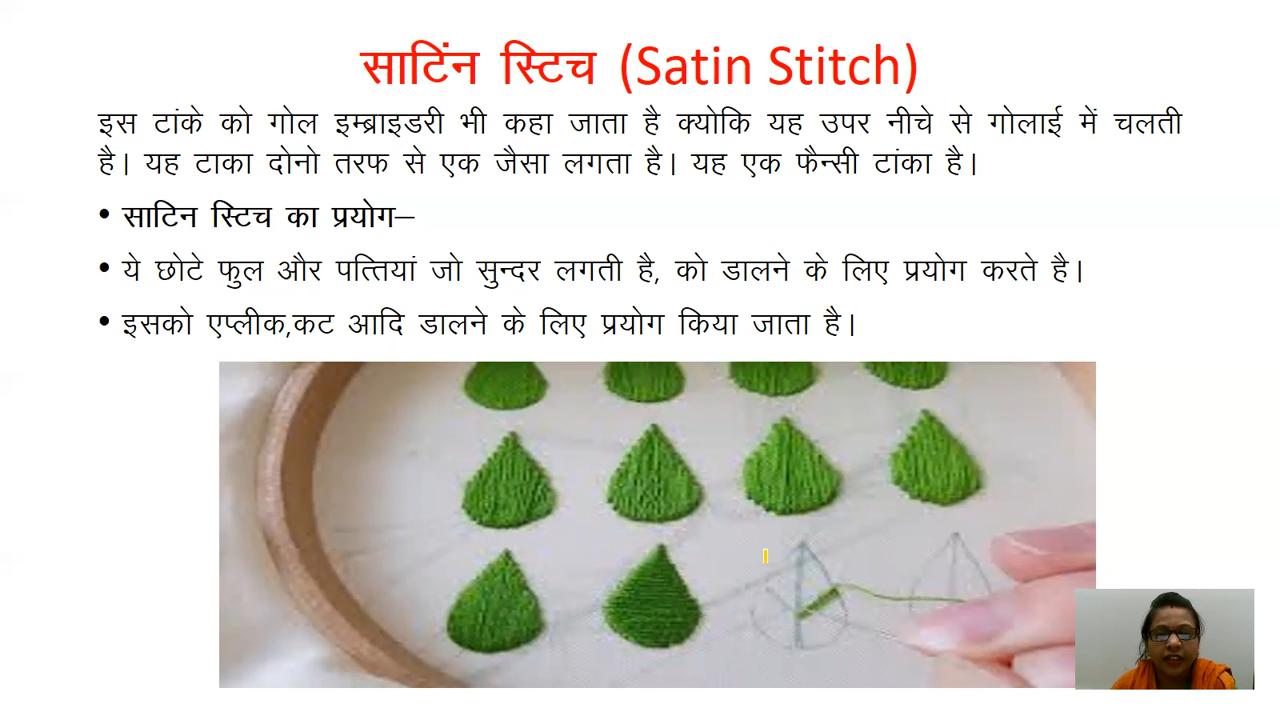 साटिंन स्टिच (Satin Stitch)
इस टांके को गोल इम्ब्राइडरी भी कहा जाता है क्योकि यह उपर नीचे से गोलाई में चलती
है। यह टाका दोनो तरफ से एक जैसा लगता है। यह एक फैन्सी टांका है।
• साटिन स्टिच का प्रयोग–
• ये छोटे फुल और पत्तियां जो सुन्दर लगती है, को डालने के लिए प्रयोग करते है।
• इसको एप्लीक,कट आदि डालने के लिए प्रयोग किया जाता है।